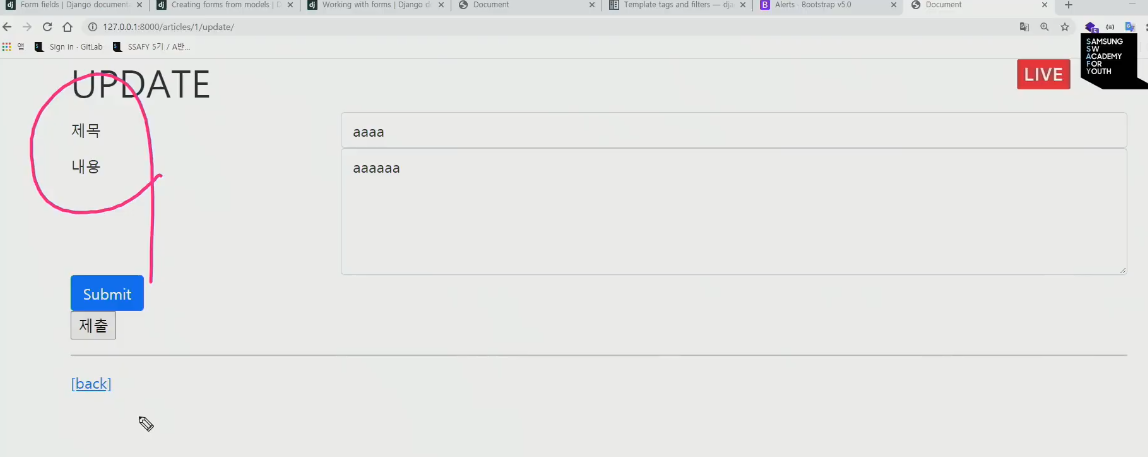 Form fields | Django document
Creating forms from models | D
Working with forms | Django do
Document
Template tags and filters — dja
Alerts · Bootstrap v5.0
Document
127.0.0.1:8000/articles/1/update/
앱 Sign in · GitLab SSAFY 5기 / A반...
SAMSUNG
SW
ACADEMY
FOR
YOUTH
LIVE
UPDATE
제목 aaaa
내용 aaaaaa
Submit
제출
[back]